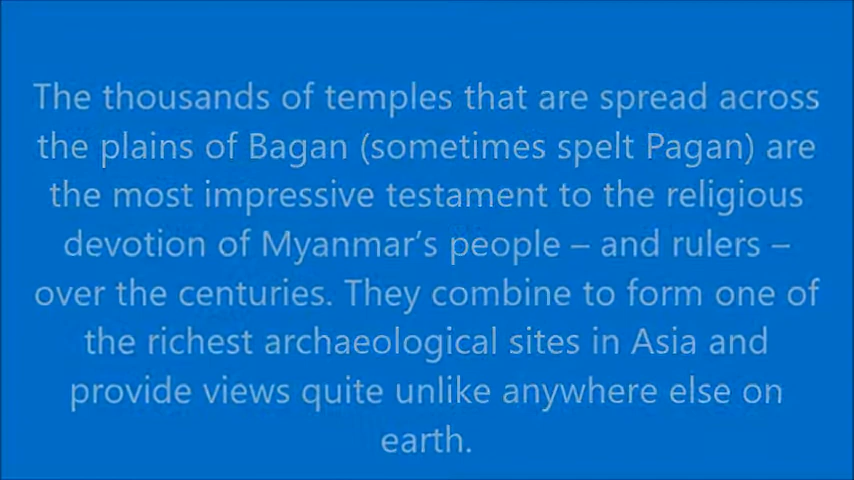 The thousands of temples that are spread across
the plains of Bagan (sometimes spelt Pagan) are
the most impressive testament to the religious
devotion of Myanmar’s people – and rulers –
over the centuries. They combine to form one of
the richest archaeological sites in Asia and
provide views quite unlike anywhere else on
earth.